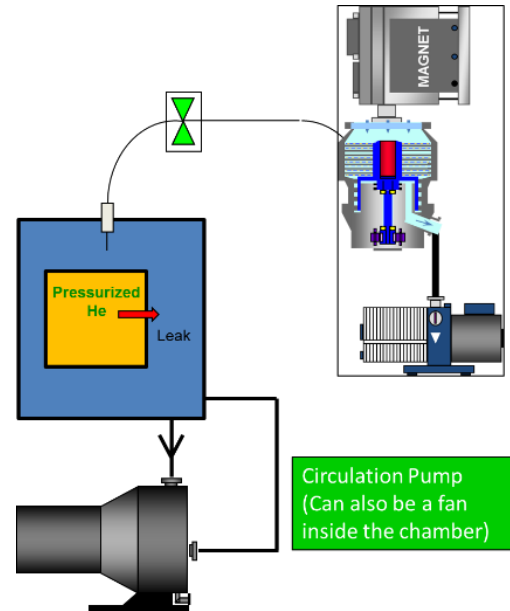 MAGNET
Pressurized
He
Leak
Circulation Pump
(Can also be a fan
inside the chamber)